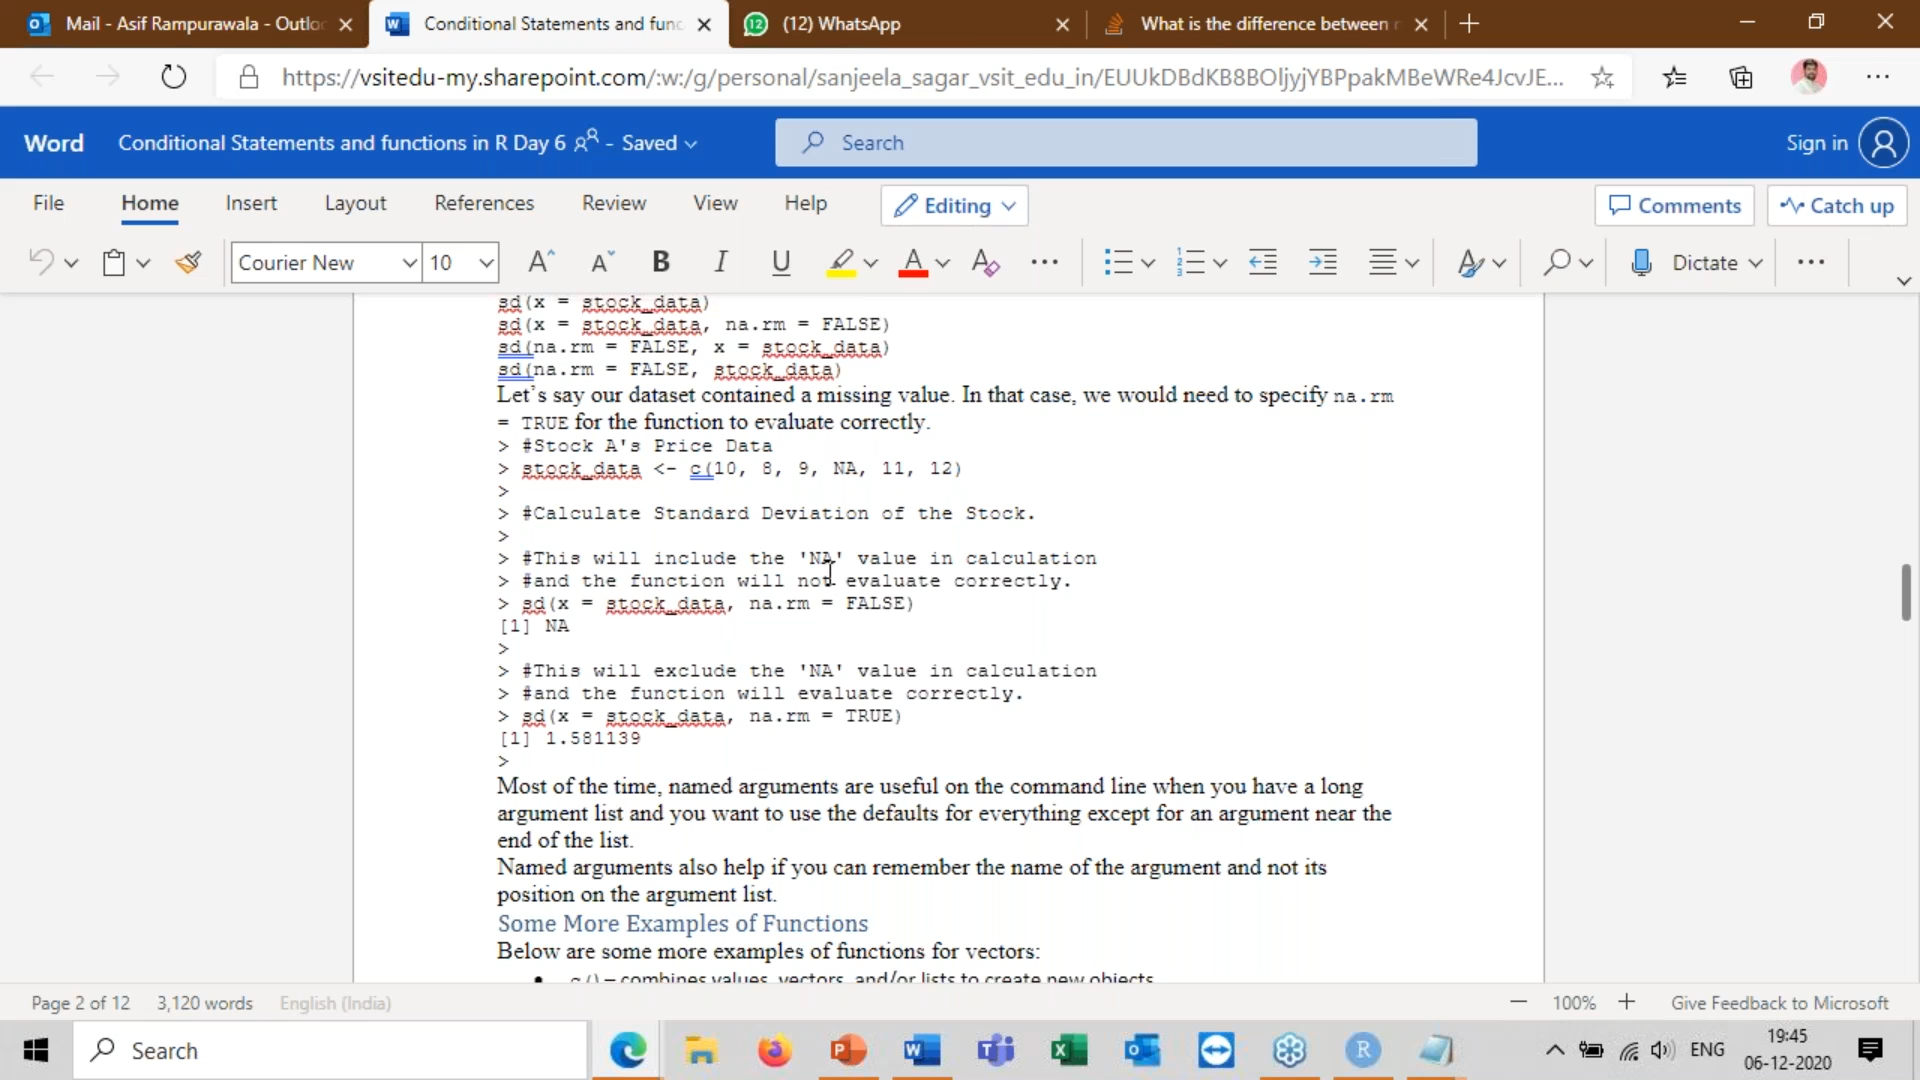 Mail - Asif Rampurawala - Outlo
Conditional Statements and func
(12) WhatsApp
What is the difference between r
https://vsitedu-my.sharepoint.com/:w:/g/personal/sanjeela_sagar_vsit_edu_in/EUUkDBdKB8BOljyjYBPpakMBeWRe4JcvJE...
Word
Conditional Statements and functions in R Day 6 - Saved
Search
Sign in
File Home Insert Layout References Review View Help Editing Comments Catch up
Courier New 10 Dictate
sd(x = stock_data)
sd(x = stock_data, na.rm = FALSE)
sd(na.rm = FALSE, x = stock_data)
sd(na.rm = FALSE, stock_data)
Let’s say our dataset contained a missing value. In that case, we would need to specify na.rm
= TRUE for the function to evaluate correctly.
> #Stock A's Price Data
> stock_data <- c(10, 8, 9, NA, 11, 12)
>
> #Calculate Standard Deviation of the Stock.
>
> #This will include the 'NA' value in calculation
> #and the function will not evaluate correctly.
> sd(x = stock_data, na.rm = FALSE)
[1] NA
>
> #This will exclude the 'NA' value in calculation
> #and the function will evaluate correctly.
> sd(x = stock_data, na.rm = TRUE)
[1] 1.581139
>
Most of the time, named arguments are useful on the command line when you have a long
argument list and you want to use the defaults for everything except for an argument near the
end of the list.
Named arguments also help if you can remember the name of the argument and not its
position on the argument list.
Some More Examples of Functions
Below are some more examples of functions for vectors:
• c() – combines values, vectors, and/or lists to create new objects
Page 2 of 12 3,120 words English (India) 100% Give Feedback to Microsoft
Search
ENG
19:45
06-12-2020